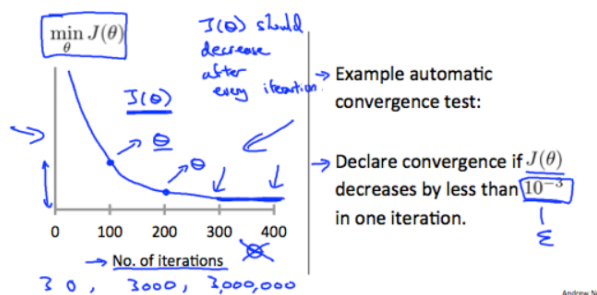 min J(θ)
θ
J(θ) should
decrease
after
every iteration.
J(θ)
θ
θ
0 100 200 300 400
No. of iterations
30, 3000, 3,000,000
Example automatic
convergence test:
Declare convergence if J(θ)
decreases by less than 10⁻³
in one iteration.
ε
Andrew N